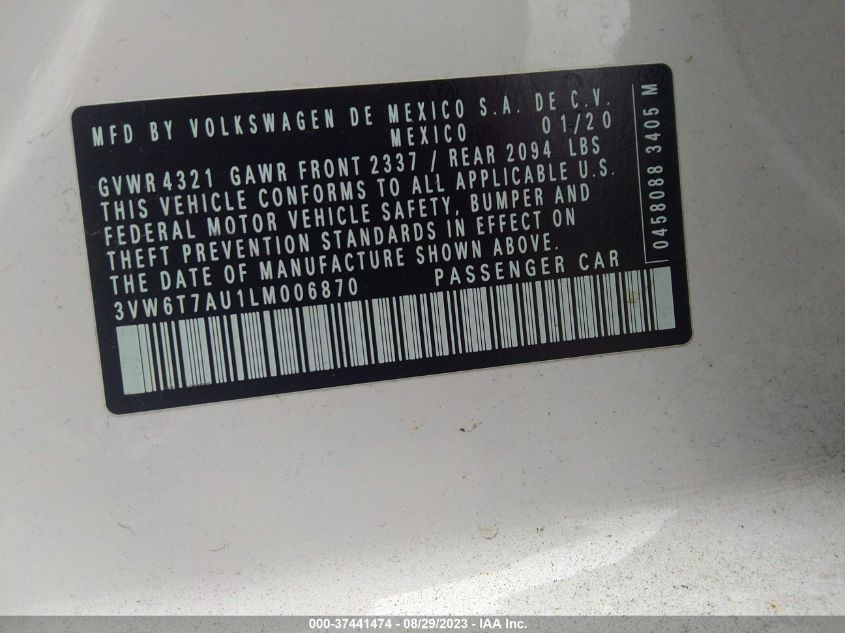 MFD BY VOLKSWAGEN DE MEXICO S.A. DE C.V.
MEXICO 01/20
GVWR 4321 GAWR FRONT 2337 / REAR 2094 LBS
THIS VEHICLE CONFORMS TO ALL APPLICABLE U.S.
FEDERAL MOTOR VEHICLE SAFETY, BUMPER AND
THEFT PREVENTION STANDARDS IN EFFECT ON
THE DATE OF MANUFACTURE SHOWN ABOVE.
3VW6T7AU1LM006870 PASSENGER CAR
0458088 3405 M
000-37441474 - 08/29/2023 - IAA Inc.